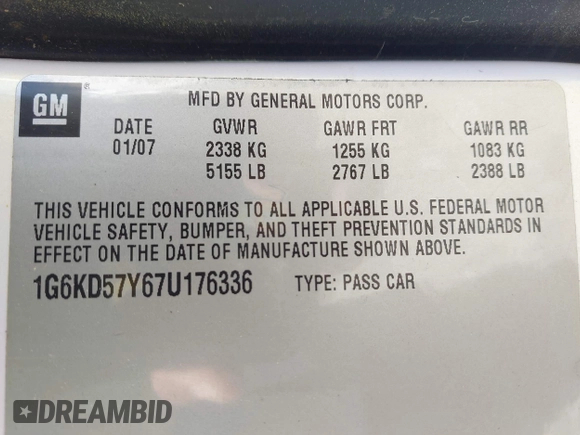 GM ®
MFD BY GENERAL MOTORS CORP.
DATE GVWR GAWR FRT GAWR RR
01/07 2338 KG 1255 KG 1083 KG
5155 LB 2767 LB 2388 LB
THIS VEHICLE CONFORMS TO ALL APPLICABLE U.S. FEDERAL MOTOR
VEHICLE SAFETY, BUMPER, AND THEFT PREVENTION STANDARDS IN
EFFECT ON THE DATE OF MANUFACTURE SHOWN ABOVE.
1G6KD57Y67U176336 TYPE: PASS CAR
DREAMBID